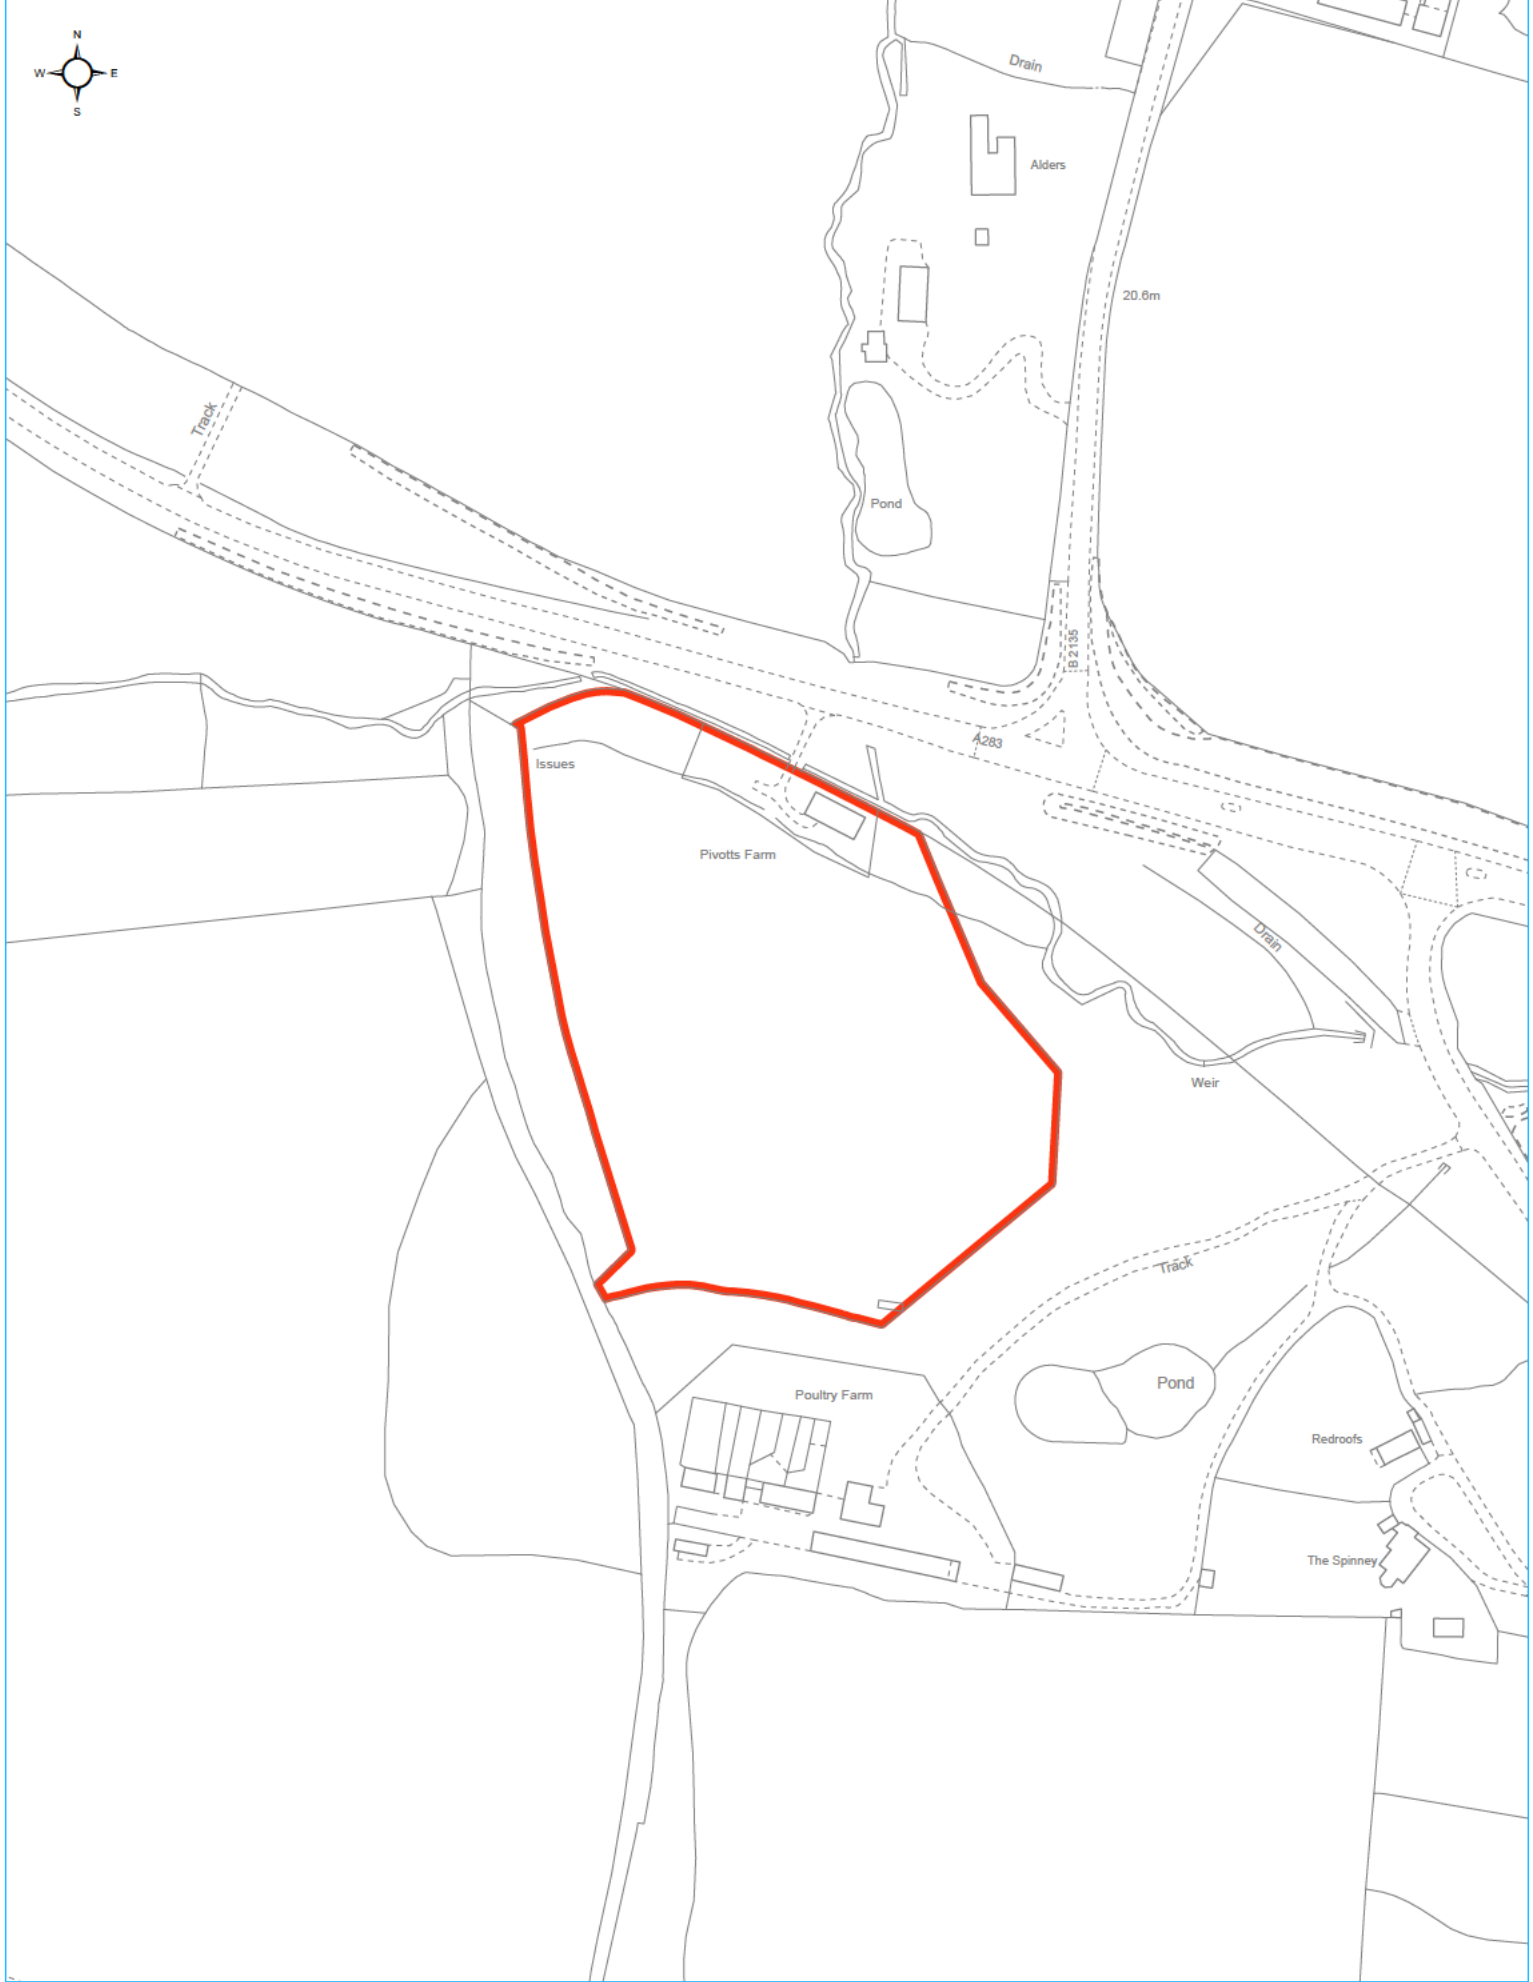 N
W E
S
Drain
Alders
20.6m
Track
Pond
B 2135
A283
Issues
Pivotts Farm
Drain
Weir
Track
Pond
Poultry Farm
Redroofs
The Spinney